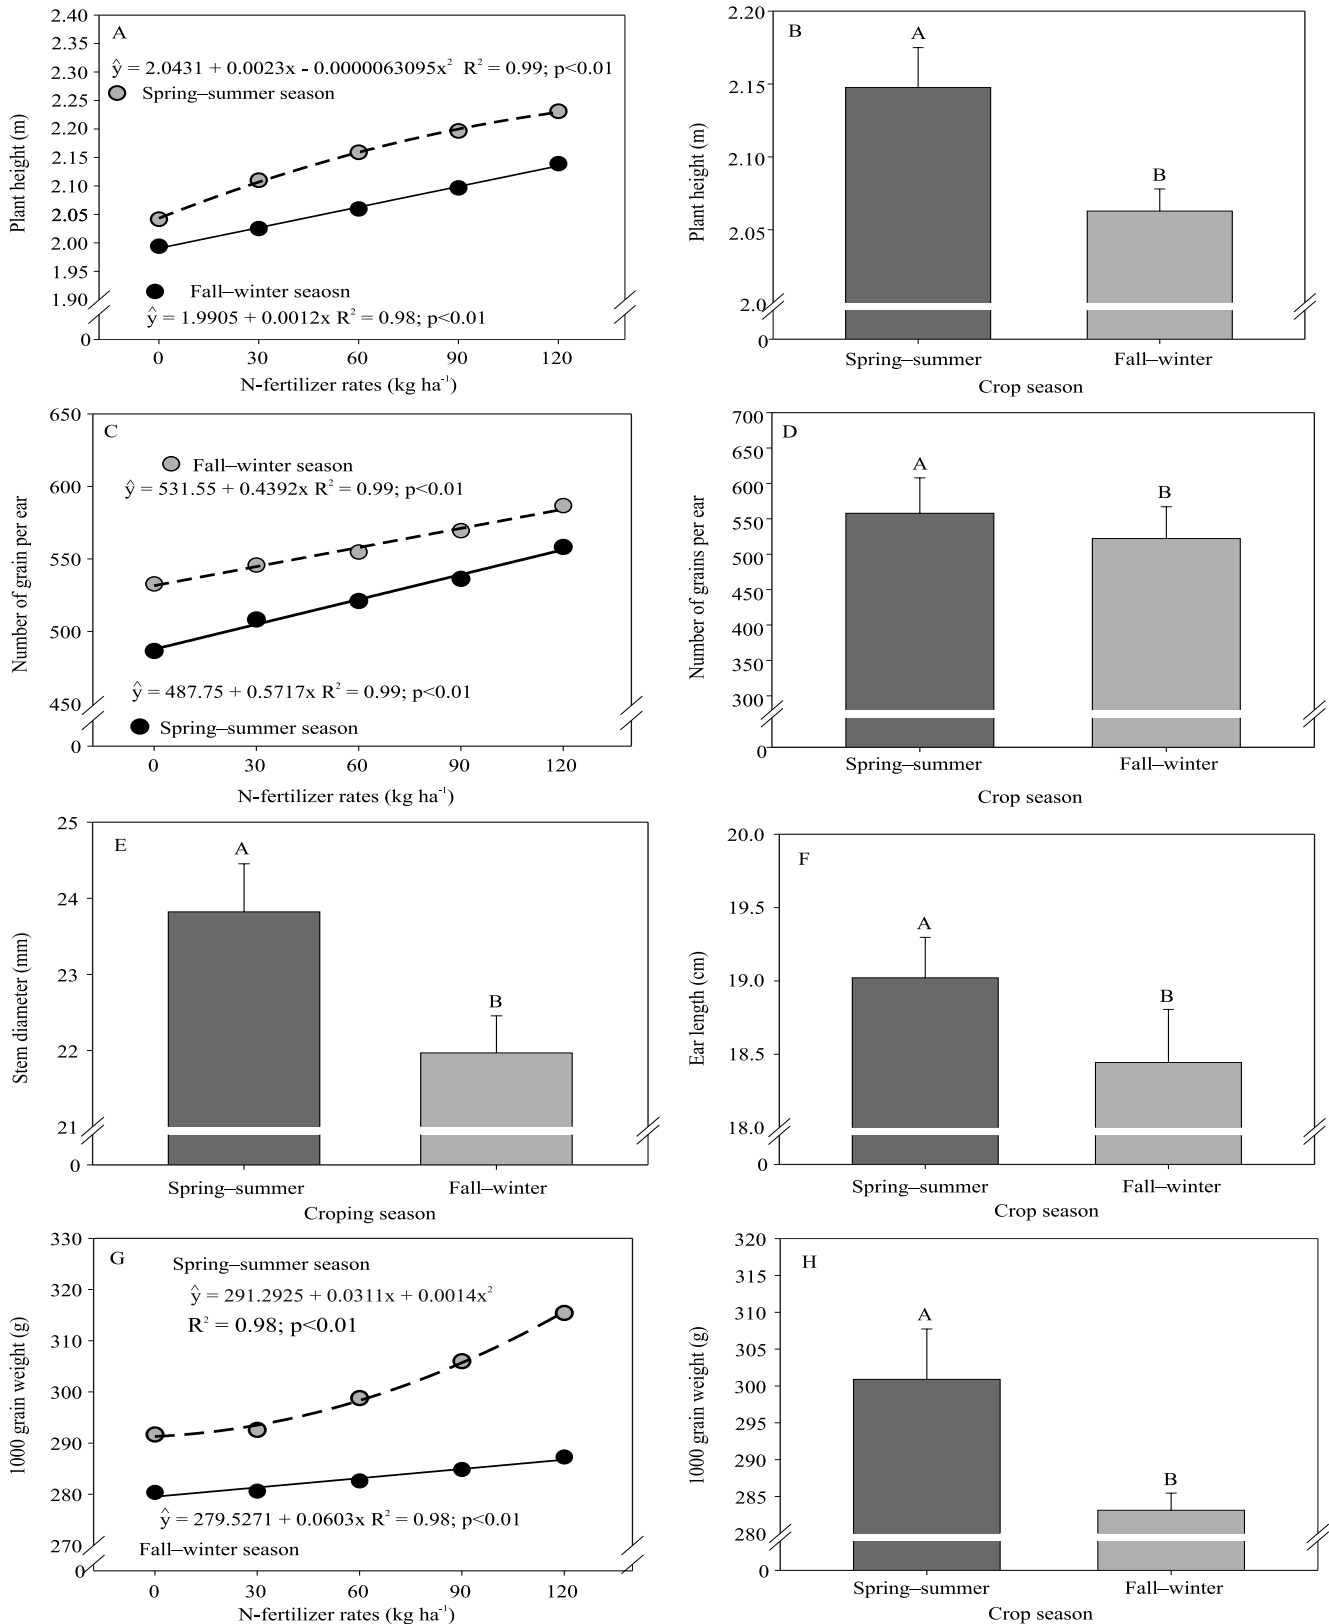 A
ŷ = 2.0431 + 0.0023x - 0.0000063095x² R² = 0.99; p<0.01
Spring–summer season
Plant height (m)
2.40
2.35
2.30
2.25
2.20
2.15
2.10
2.05
2.00
1.95
1.90
0
Fall–winter seaosn
ŷ = 1.9905 + 0.0012x R² = 0.98; p<0.01
0 30 60 90 120
N-fertilizer rates (kg ha⁻¹)
B
Plant height (m)
2.20
2.15
2.10
2.05
2.0
0
A
B
Spring–summer Fall–winter
Crop season
C
Fall–winter season
ŷ = 531.55 + 0.4392x R² = 0.99; p<0.01
Number of grain per ear
650
600
550
500
450
0
ŷ = 487.75 + 0.5717x R² = 0.99; p<0.01
Spring–summer season
0 30 60 90 120
N-fertilizer rates (kg ha⁻¹)
D
Number of grains per ear
700
650
600
550
500
450
400
350
300
0
A
B
Spring–summer Fall–winter
Crop season
E
Stem diameter (mm)
25
24
23
22
21
0
A
B
Spring–summer Fall–winter
Croping season
F
Ear length (cm)
20.0
19.5
19.0
18.5
18.0
0
A
B
Spring–summer Fall–winter
Crop season
G
Spring–summer season
ŷ = 291.2925 + 0.0311x + 0.0014x²
R² = 0.98; p<0.01
1000 grain weight (g)
330
320
310
300
290
280
270
0
ŷ = 279.5271 + 0.0603x R² = 0.98; p<0.01
Fall–winter season
0 30 60 90 120
N-fertilizer rates (kg ha⁻¹)
H
1000 grain weight (g)
320
315
310
305
300
295
290
285
280
0
A
B
Spring–summer Fall–winter
Crop season